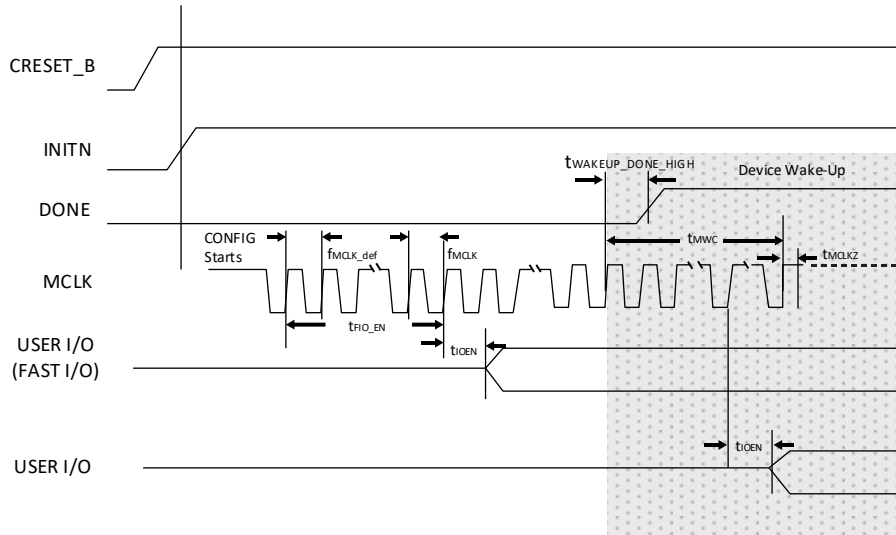 CRESET_B
INITN
tWAKEUP_DONE_HIGH
Device Wake-Up
DONE
CONFIG
Starts
fMCLK_def
fMCLK
tMWC
tMCLKZ
MCLK
tFIO_EN
USER I/O
(FAST I/O)
tIOEN
tIOEN
USER I/O